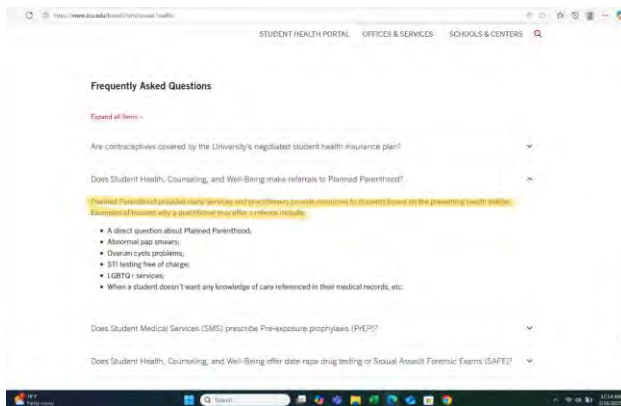 STUDENT HEALTH PORTAL OFFICES & SERVICES SCHOOLS & CENTERS
Frequently Asked Questions
Expand all items
Are contraceptives covered by the University's negotiated student health insurance plan?
Does Student Health, Counseling, and Well-Being make referrals to Planned Parenthood?
Planned Parenthood provides many services and practitioners provide resources to students based on the presenting health
Examples of reasons why a practitioner may offer a referral include:
• A direct question about Planned Parenthood;
• Abnormal pap smears;
• Ovarian cysts problems;
• STI testing free of charge;
• LGBTQ+ services;
• When a student doesn't want any knowledge of care referenced in their medical records, etc.
Does Student Medical Services (SMS) prescribe Pre-exposure prophylaxis (PrEP)?
Does Student Health, Counseling, and Well-Being offer date-rape drug testing or Sexual Assault Forensic Exams (SAFE)?
Search